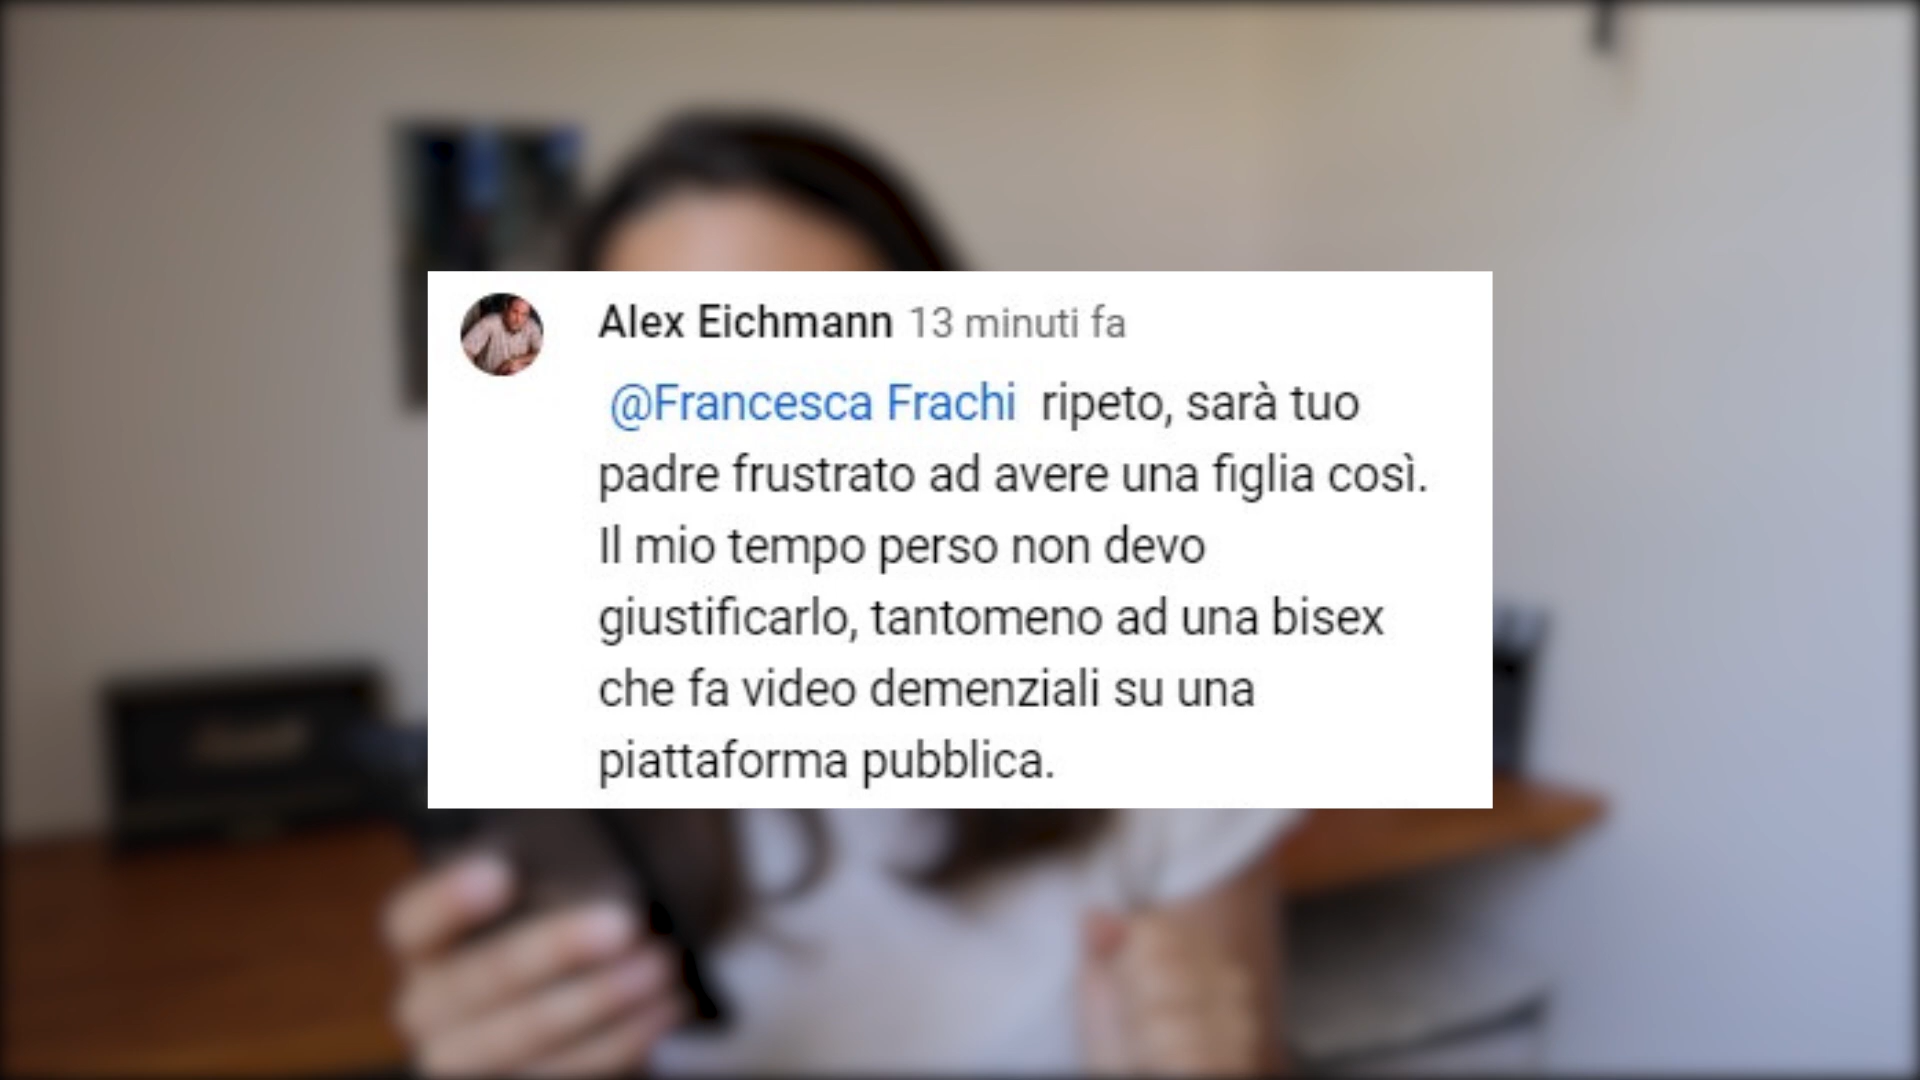 Alex Eichmann 13 minuti fa
@Francesca Frachi ripeto, sarà tuo
padre frustrato ad avere una figlia così.
Il mio tempo perso non devo
giustificarlo, tantomeno ad una bisex
che fa video demenziali su una
piattaforma pubblica.